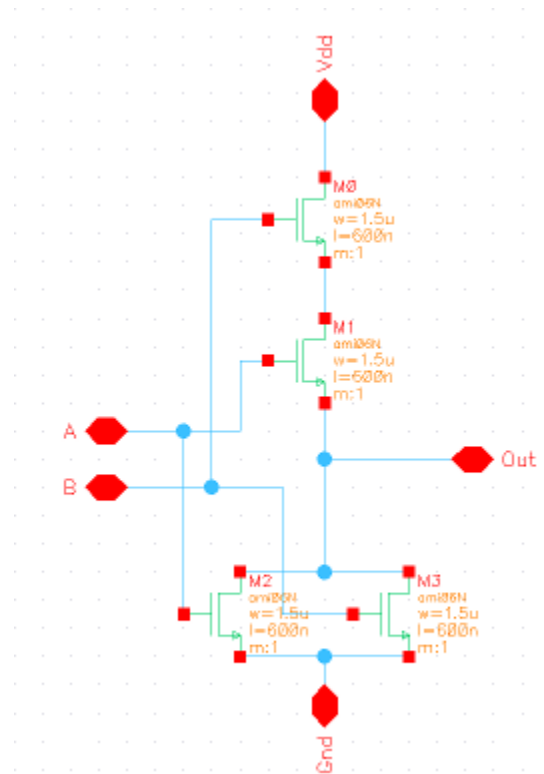 Vdd
MØ
ami06N
w=1.5u
l=600n
m:1
M1
ami06N
w=1.5u
l=600n
m:1
A
Out
B
M2
ami06N
w=1.5u
l=600n
m:1
M3
ami06N
w=1.5u
l=600n
m:1
Gnd